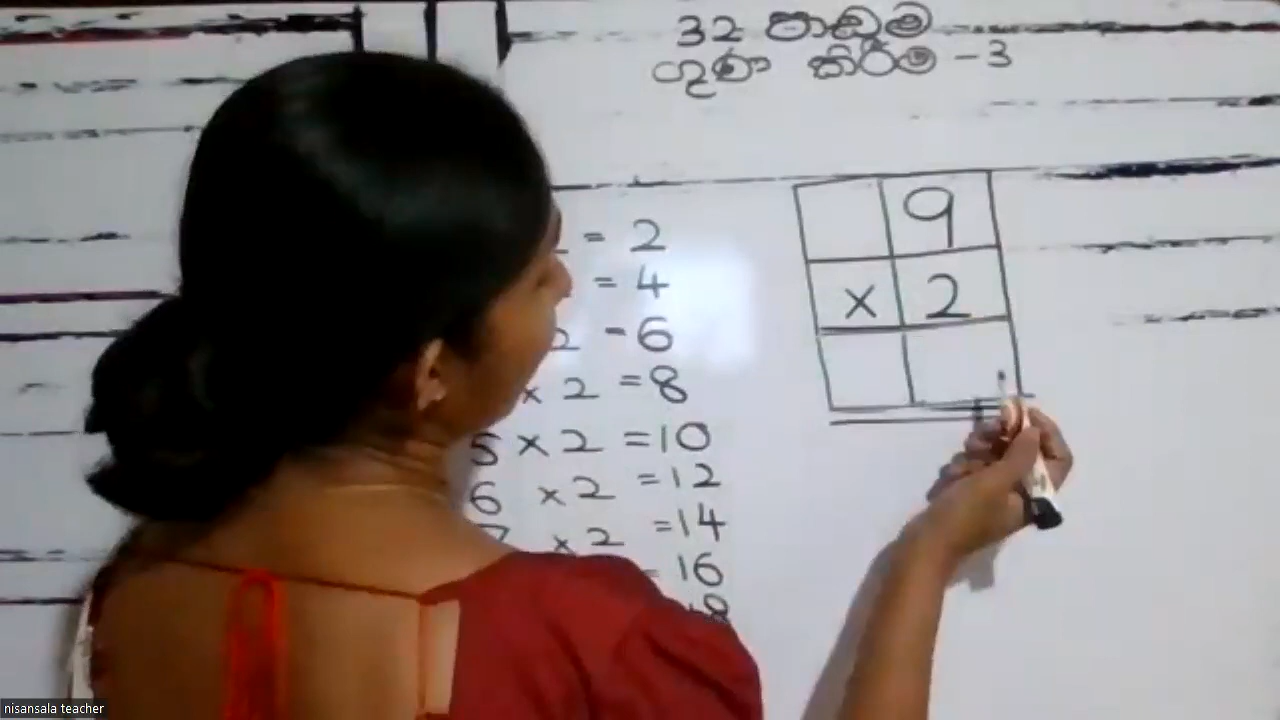 32 පාඩම
ගුණ කිරීම - 3
= 2
= 4
2 - 6
x 2 = 8
5 x 2 = 10
6 x 2 = 12
x 2 = 14
= 16
9
x 2
nisansala teacher